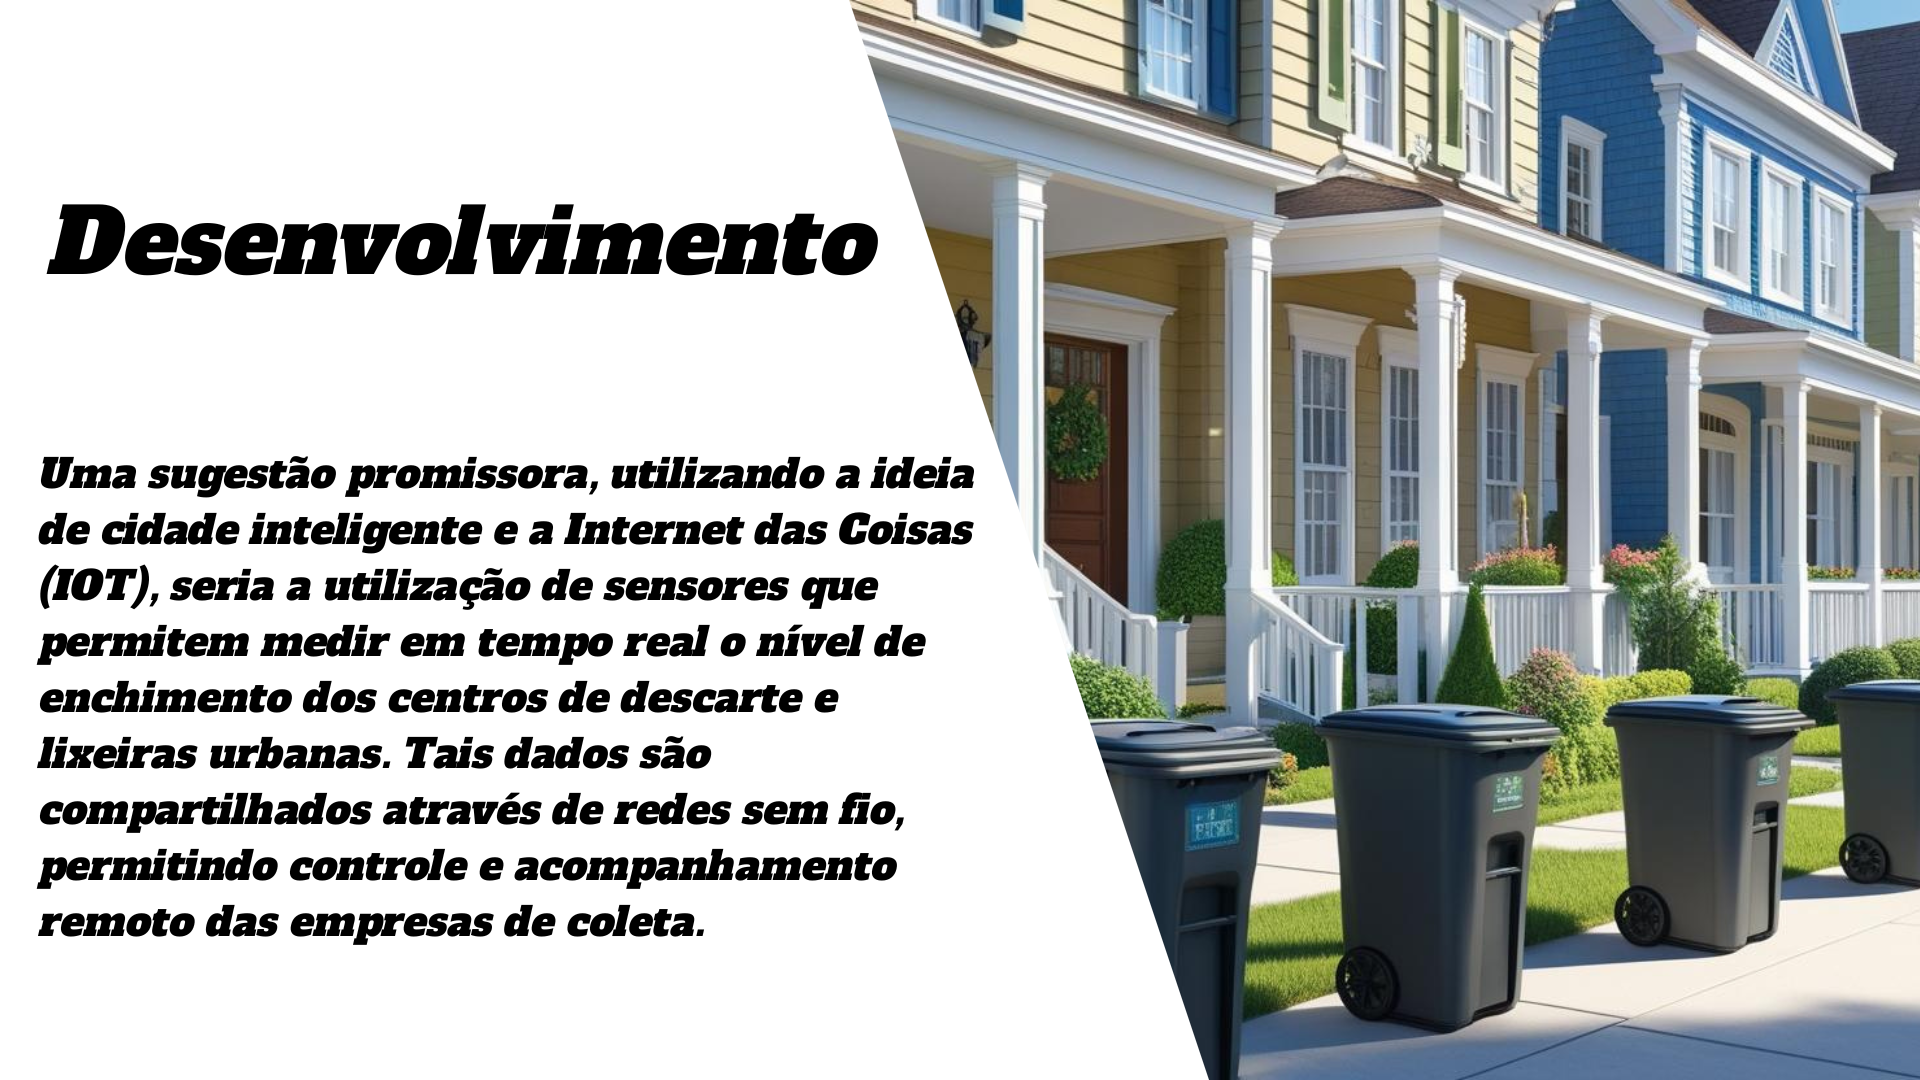 Desenvolvimento
Uma sugestão promissora, utilizando a ideia
de cidade inteligente e a Internet das Coisas
(IOT), seria a utilização de sensores que
permitem medir em tempo real o nível de
enchimento dos centros de descarte e
lixeiras urbanas. Tais dados são
compartilhados através de redes sem fio,
permitindo controle e acompanhamento
remoto das empresas de coleta.